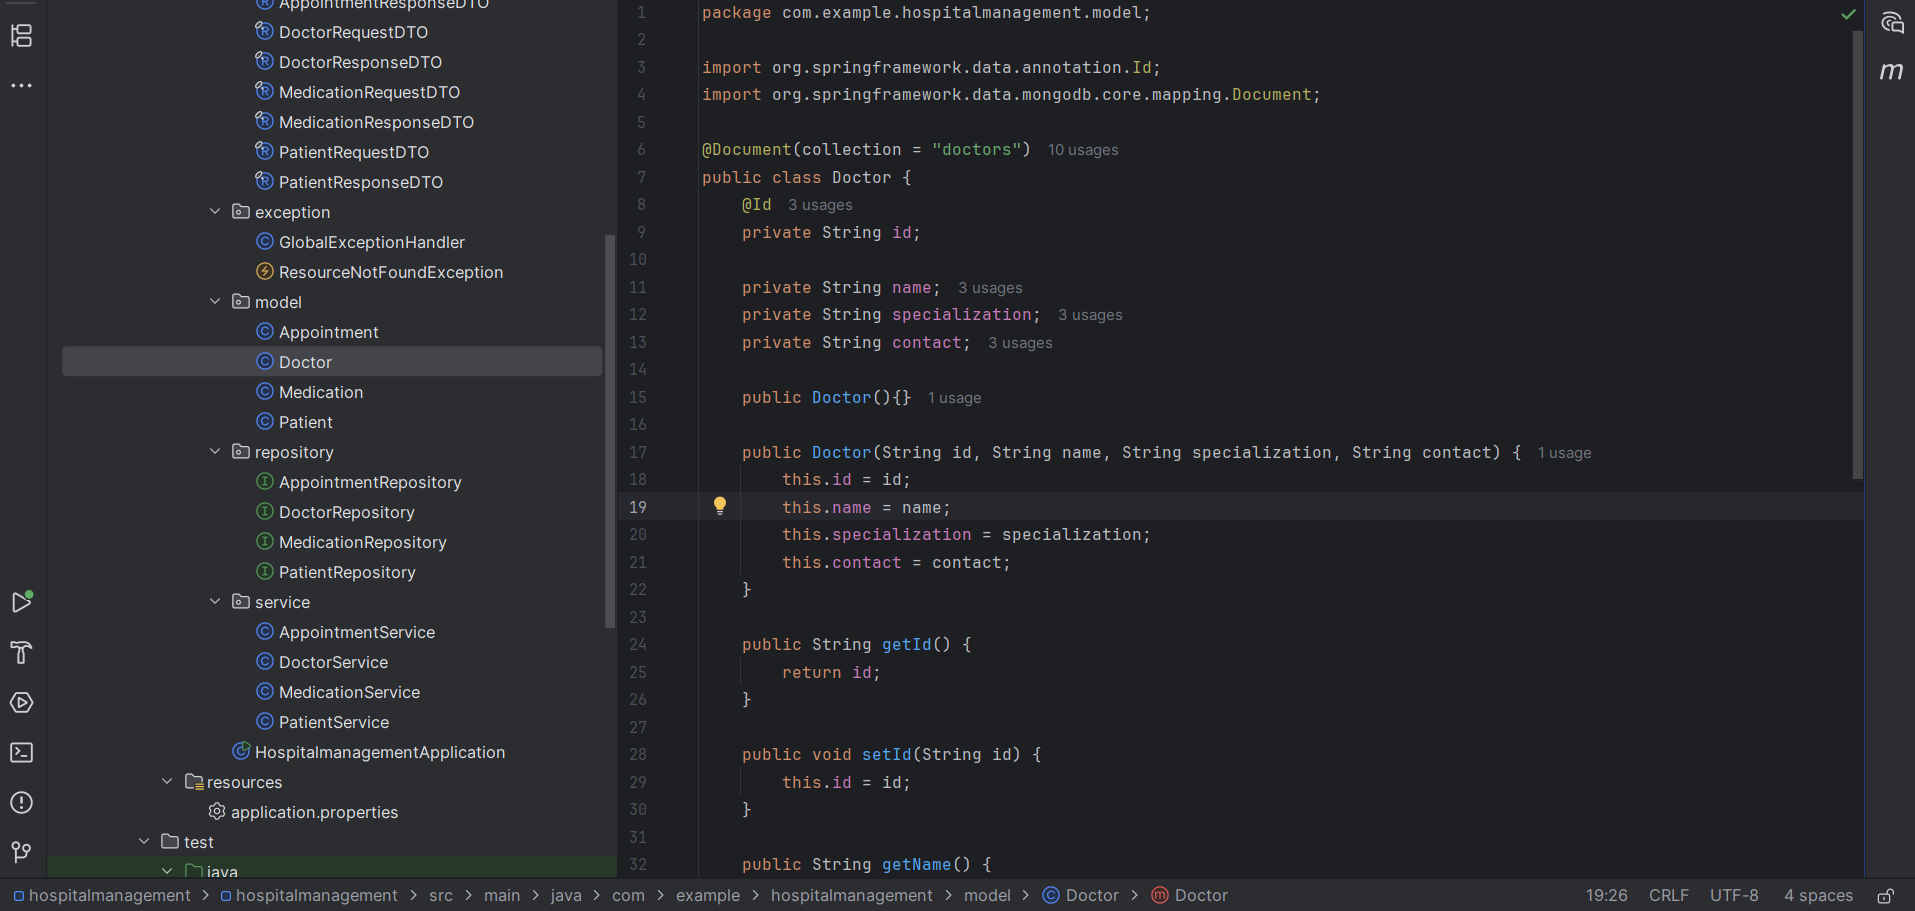 AppointmentResponseDTO
DoctorRequestDTO
DoctorResponseDTO
MedicationRequestDTO
MedicationResponseDTO
PatientRequestDTO
PatientResponseDTO
exception
GlobalExceptionHandler
ResourceNotFoundException
model
Appointment
Doctor
Medication
Patient
repository
AppointmentRepository
DoctorRepository
MedicationRepository
PatientRepository
service
AppointmentService
DoctorService
MedicationService
PatientService
HospitalmanagementApplication
resources
application.properties
test
java
1 package com.example.hospitalmanagement.model;
2
3 import org.springframework.data.annotation.Id;
4 import org.springframework.data.mongodb.core.mapping.Document;
5
6 @Document(collection = "doctors") 10 usages
7 public class Doctor {
8 @Id 3 usages
9 private String id;
10
11 private String name; 3 usages
12 private String specialization; 3 usages
13 private String contact; 3 usages
14
15 public Doctor(){} 1 usage
16
17 public Doctor(String id, String name, String specialization, String contact) { 1 usage
18 this.id = id;
19 this.name = name;
20 this.specialization = specialization;
21 this.contact = contact;
22 }
23
24 public String getId() {
25 return id;
26 }
27
28 public void setId(String id) {
29 this.id = id;
30 }
31
32 public String getName() {
m
hospitalmanagement > hospitalmanagement > src > main > java > com > example > hospitalmanagement > model > Doctor > Doctor 19:26 CRLF UTF-8 4 spaces